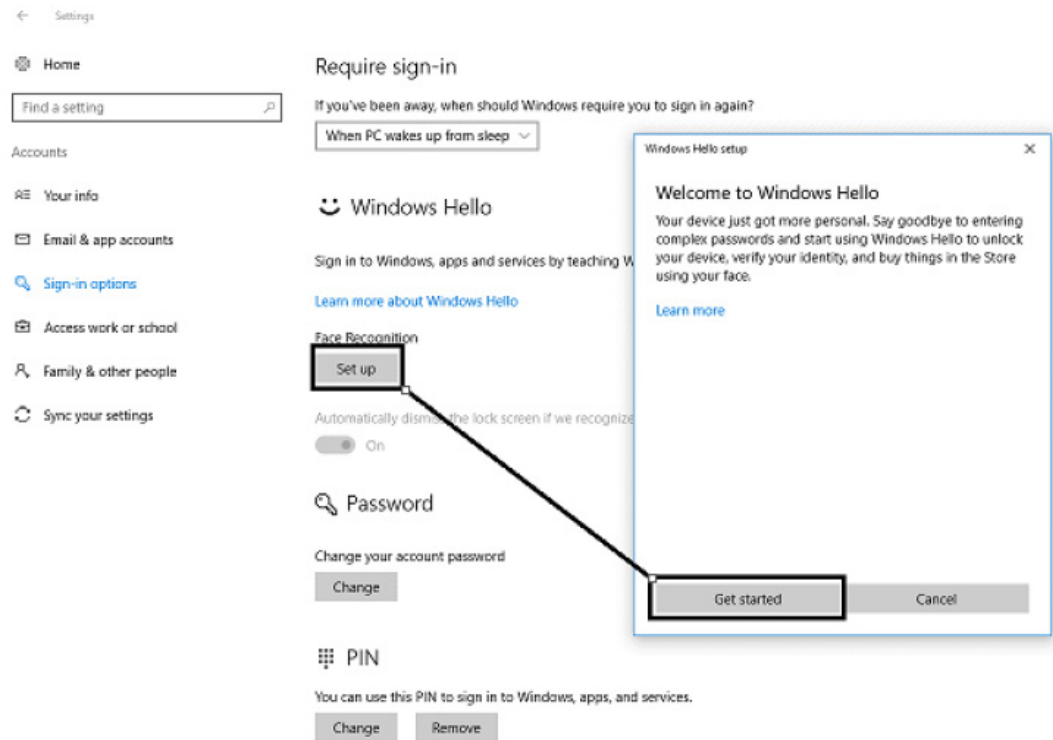 Settings
Home
Find a setting
Accounts
Your info
Email & app accounts
Sign-in options
Access work or school
Family & other people
Sync your settings
Require sign-in
If you've been away, when should Windows require you to sign in again?
When PC wakes up from sleep
Windows Hello
Sign in to Windows, apps and services by teaching
Learn more about Windows Hello
Face Recognition
Set up
Automatically dismiss the lock screen if we recognize
On
Password
Change your account password
Change
PIN
You can use this PIN to sign in to Windows, apps, and services.
Change Remove
Windows Hello setup
Welcome to Windows Hello
Your device just got more personal. Say goodbye to entering
complex passwords and start using Windows Hello to unlock
your device, verify your identity, and buy things in the Store
using your face.
Learn more
Get started Cancel